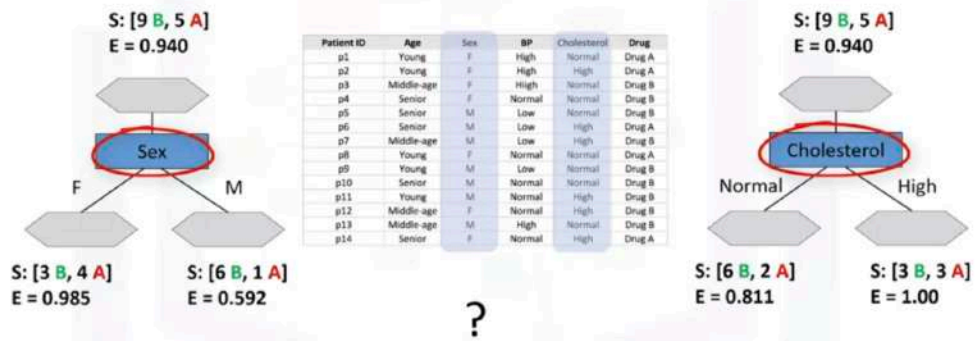 S: [9 B, 5 A]
E = 0.940
Sex
F
M
S: [3 B, 4 A]
E = 0.985
S: [6 B, 1 A]
E = 0.592
Patient ID Age Sex BP Cholesterol Drug
p1 Young F High Normal Drug A
p2 Young F High High Drug A
p3 Middle-age F High Normal Drug B
p4 Senior F Normal Normal Drug B
p5 Senior M Low Normal Drug B
p6 Senior M Low High Drug A
p7 Middle-age M Low High Drug B
p8 Young F Normal Normal Drug A
p9 Young M Low Normal Drug B
p10 Senior M Normal Normal Drug B
p11 Young M Normal High Drug B
p12 Middle-age F Normal High Drug B
p13 Middle-age M High Normal Drug B
p14 Senior F Normal High Drug A
?
S: [9 B, 5 A]
E = 0.940
Cholesterol
Normal
High
S: [6 B, 2 A]
E = 0.811
S: [3 B, 3 A]
E = 1.00